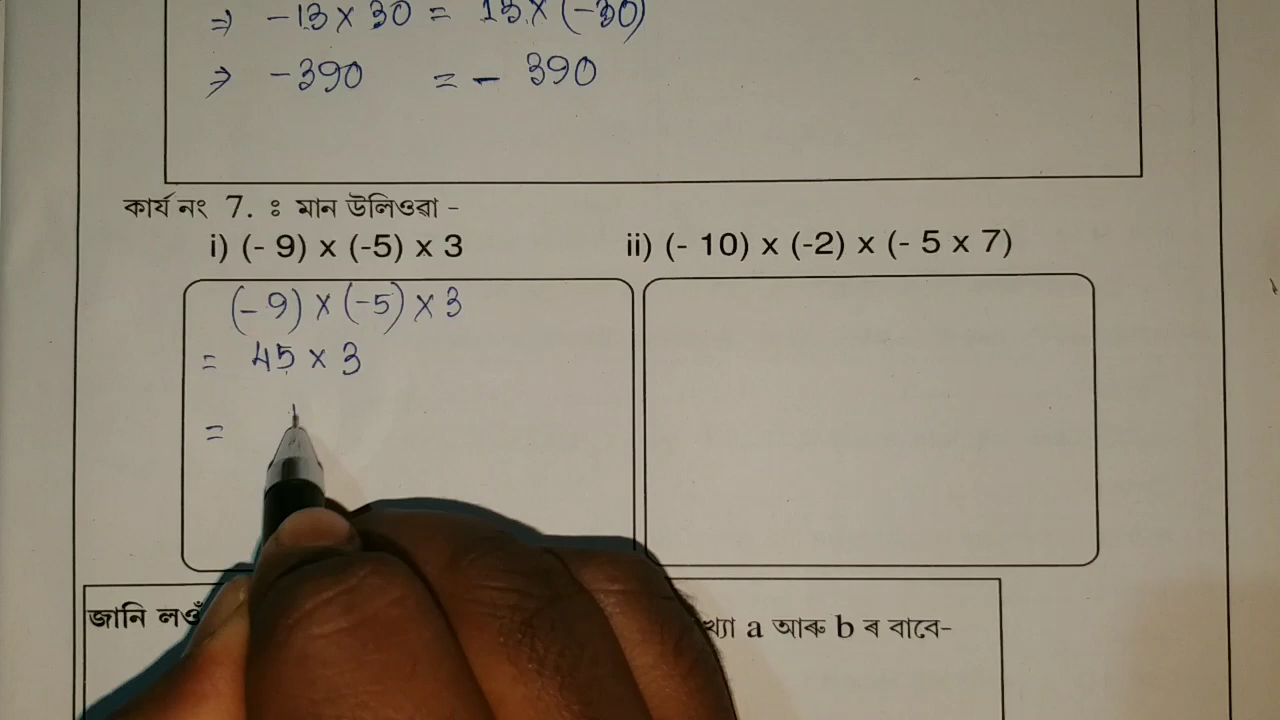 ⇒ -13 × 30 = 13 × (-30)
⇒ -390 = - 390
কাৰ্য নং 7. ঃ মান উলিওৱা -
i) (- 9) x (-5) x 3 ii) (- 10) x (-2) x (- 5 x 7)
(-9) × (-5) × 3
= 45 × 3
=
জানি লওঁ a আৰু b ৰ বাবে-